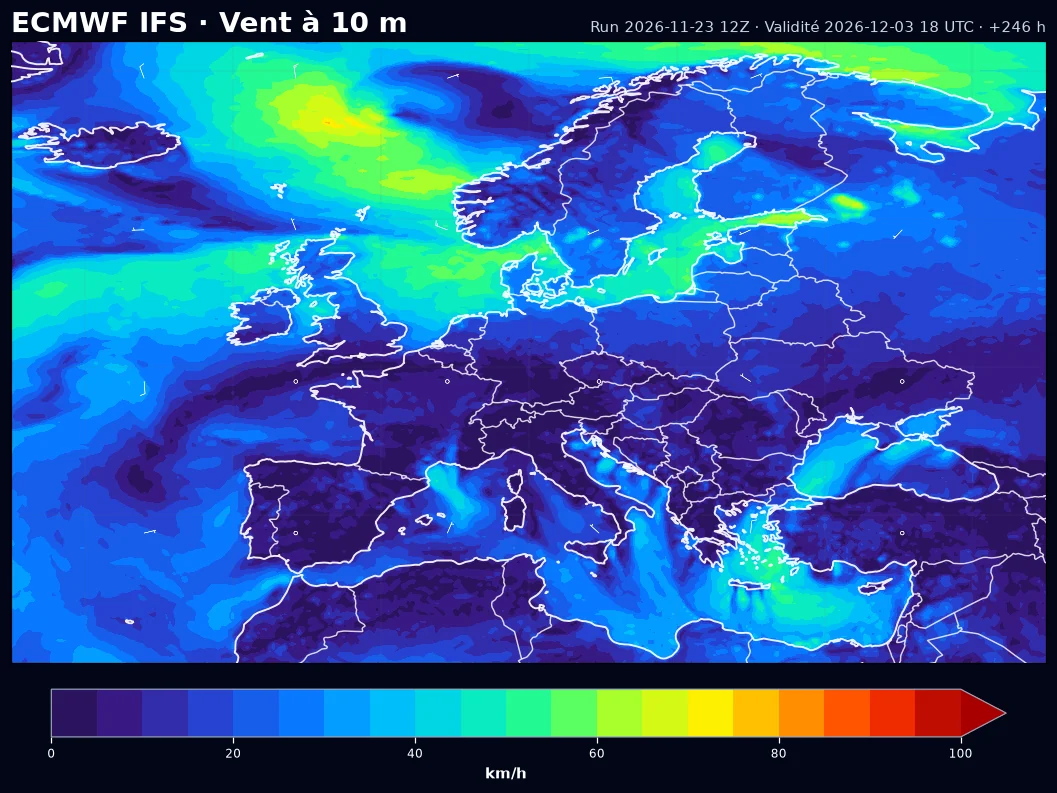 ECMWF IFS · Vent à 10 m
Run 2026-11-23 12Z · Validité 2026-12-03 18 UTC · +246 h
0 20 40 60 80 100
km/h